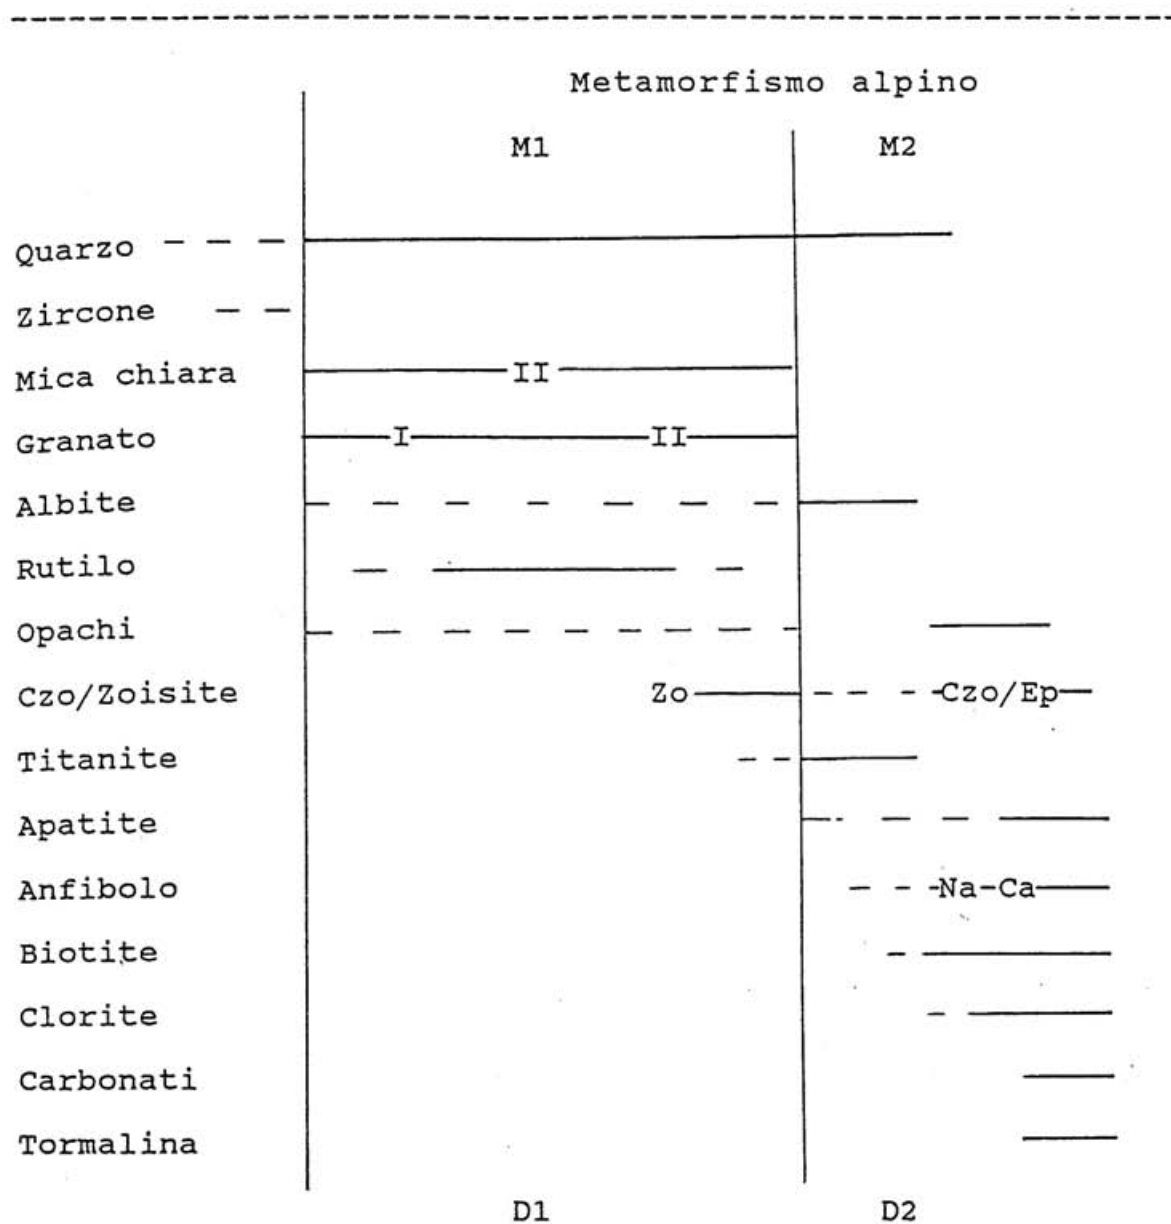 Metamorfismo alpino
M1 M2
Quarzo
Zircone
Mica chiara II
Granato I II
Albite
Rutilo
Opachi
Czo/Zoisite Zo Czo/Ep
Titanite
Apatite
Anfibolo Na-Ca
Biotite
Clorite
Carbonati
Tormalina
D1 D2